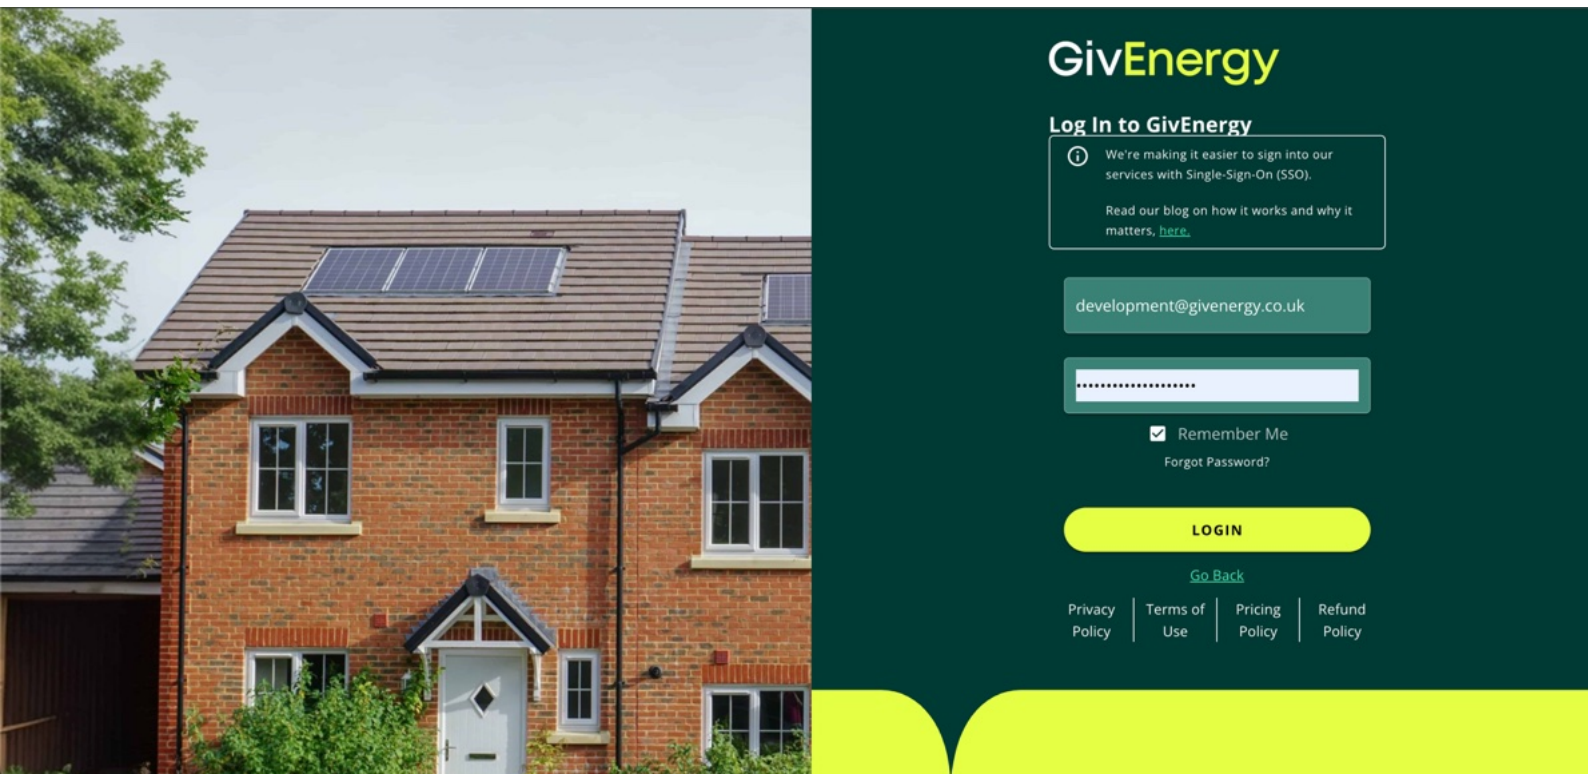 GivEnergy
Log In to GivEnergy
We're making it easier to sign into our
services with Single-Sign-On (SSO).
Read our blog on how it works and why it
matters, here.
development@givenergy.co.uk
••••••••••••••••••••
Remember Me
Forgot Password?
LOGIN
Go Back
Privacy Policy
Terms of Use
Pricing Policy
Refund Policy